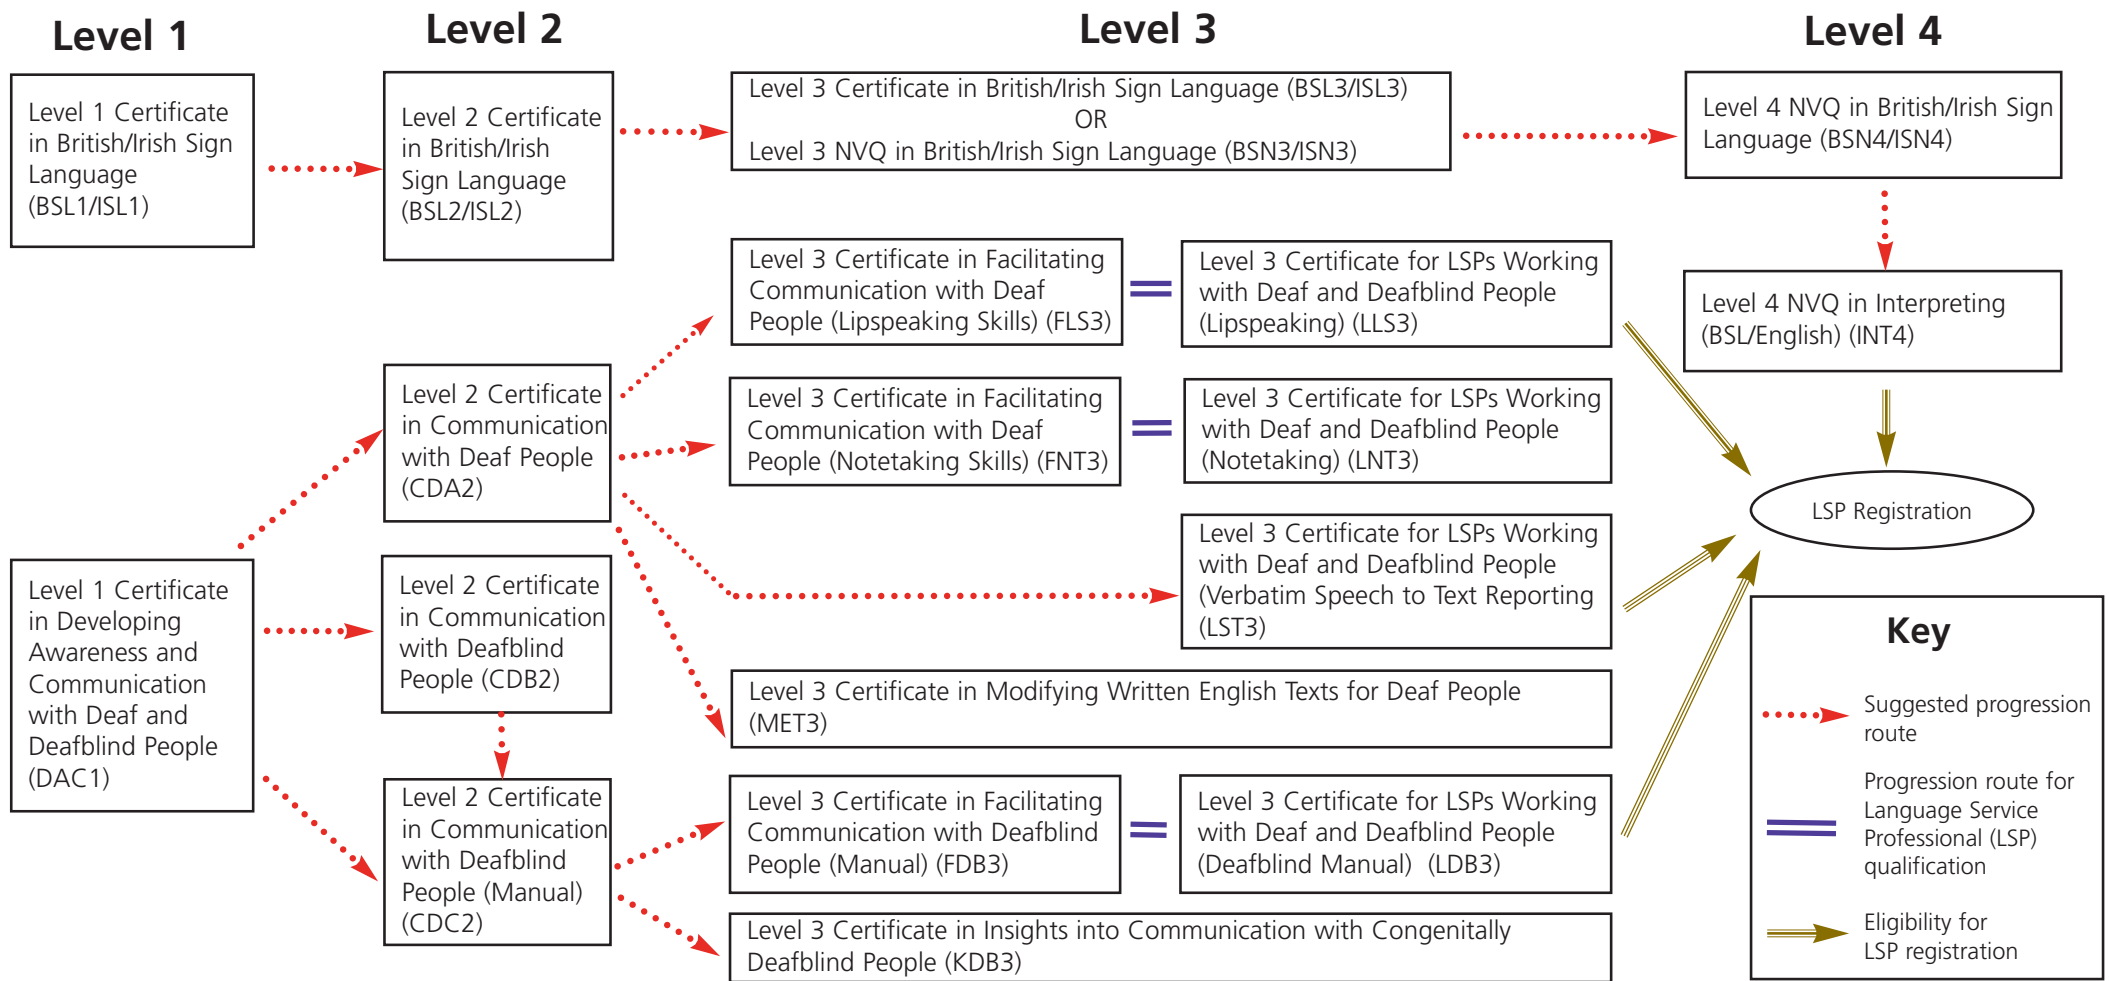 Level 1
Level 2
Level 3
Level 4
Level 1 Certificate
in British/Irish Sign
Language
(BSL1/ISL1)
Level 2 Certificate
in British/Irish
Sign Language
(BSL2/ISL2)
Level 3 Certificate in British/Irish Sign Language (BSL3/ISL3)
OR
Level 3 NVQ in British/Irish Sign Language (BSN3/ISN3)
Level 4 NVQ in British/Irish Sign
Language (BSN4/ISN4)
Level 3 Certificate in Facilitating
Communication with Deaf
People (Lipspeaking Skills) (FLS3)
Level 3 Certificate for LSPs Working
with Deaf and Deafblind People
(Lipspeaking) (LLS3)
Level 4 NVQ in Interpreting
(BSL/English) (INT4)
Level 2 Certificate
in Communication
with Deaf People
(CDA2)
Level 3 Certificate in Facilitating
Communication with Deaf
People (Notetaking Skills) (FNT3)
Level 3 Certificate for LSPs Working
with Deaf and Deafblind People
(Notetaking) (LNT3)
LSP Registration
Level 1 Certificate
in Developing
Awareness and
Communication
with Deaf and
Deafblind People
(DAC1)
Level 2 Certificate
in Communication
with Deafblind
People (CDB2)
Level 3 Certificate for LSPs Working
with Deaf and Deafblind People
(Verbatim Speech to Text Reporting
(LST3)
Level 3 Certificate in Modifying Written English Texts for Deaf People
(MET3)
Level 2 Certificate
in Communication
with Deafblind
People (Manual)
(CDC2)
Level 3 Certificate in Facilitating
Communication with Deafblind
People (Manual) (FDB3)
Level 3 Certificate for LSPs Working
with Deaf and Deafblind People
(Deafblind Manual) (LDB3)
Level 3 Certificate in Insights into Communication with Congenitally
Deafblind People (KDB3)
Key
Suggested progression
route
Progression route for
Language Service
Professional (LSP)
qualification
Eligibility for
LSP registration